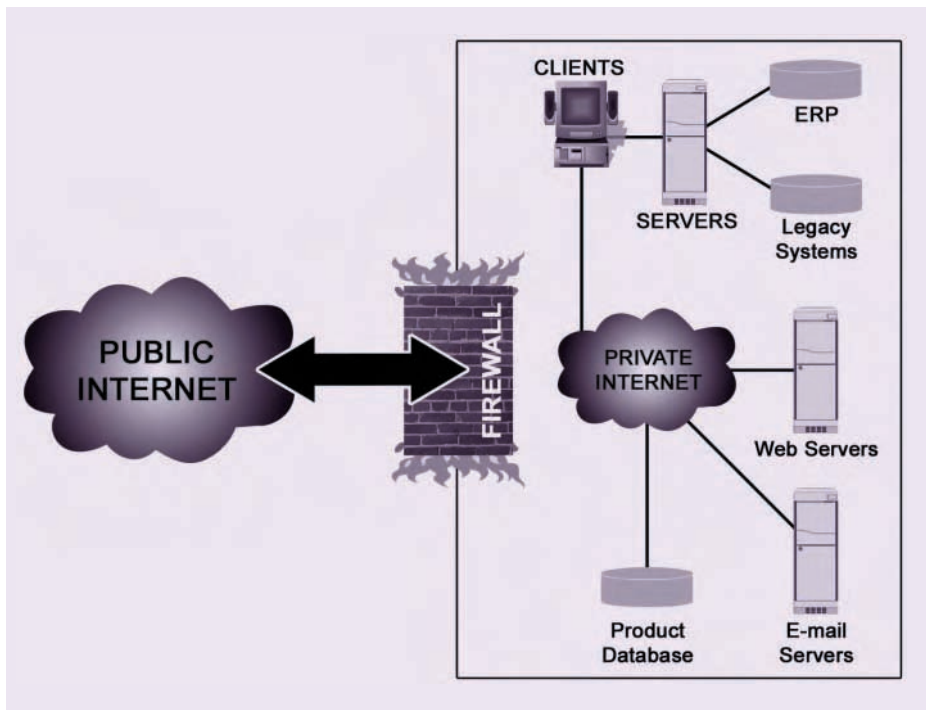 CLIENTS
ERP
SERVERS
Legacy
Systems
PUBLIC
INTERNET
FIREWALL
PRIVATE
INTERNET
Web Servers
Product
Database
E-mail
Servers